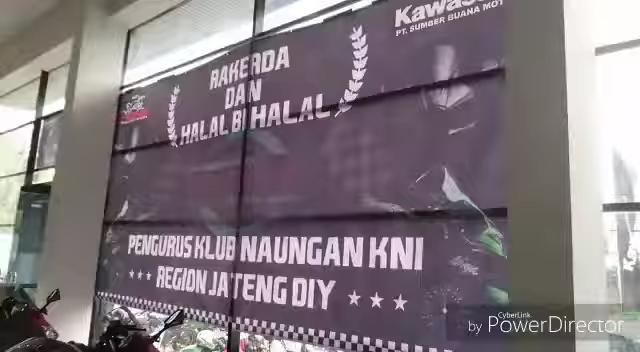 Kawas
PT. SUMBER BUANA MOT
RAKERDA
DAN
HALAL BI HALAL
PENGURUS KLUB NAUNGAN KNI
REGION JATENG DIY
CyberLink
by PowerDirector